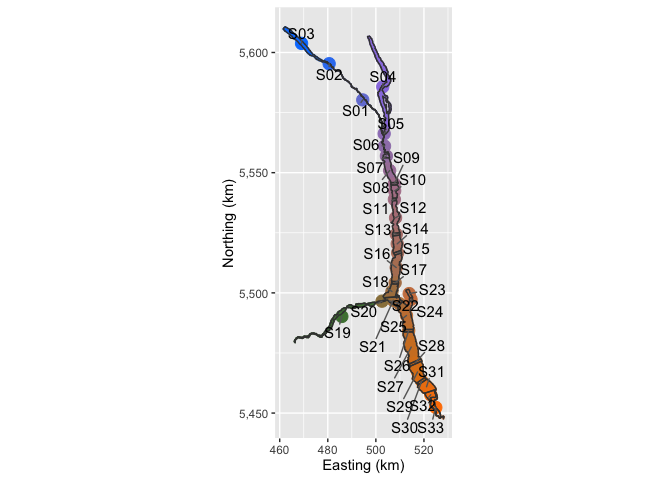 S03
5,600
S02
S04
S01
S05
S06
S09
5,550
S07
S10
S08
S11
S12
S13
S14
S15
S16
S17
S18
S23
5,500
S22
S24
S20
S19
S25
S21
S28
S26
S31
S27
S29
S32
5,450
S30
S33
460
480
500
520
Easting (km)
Northing (km)